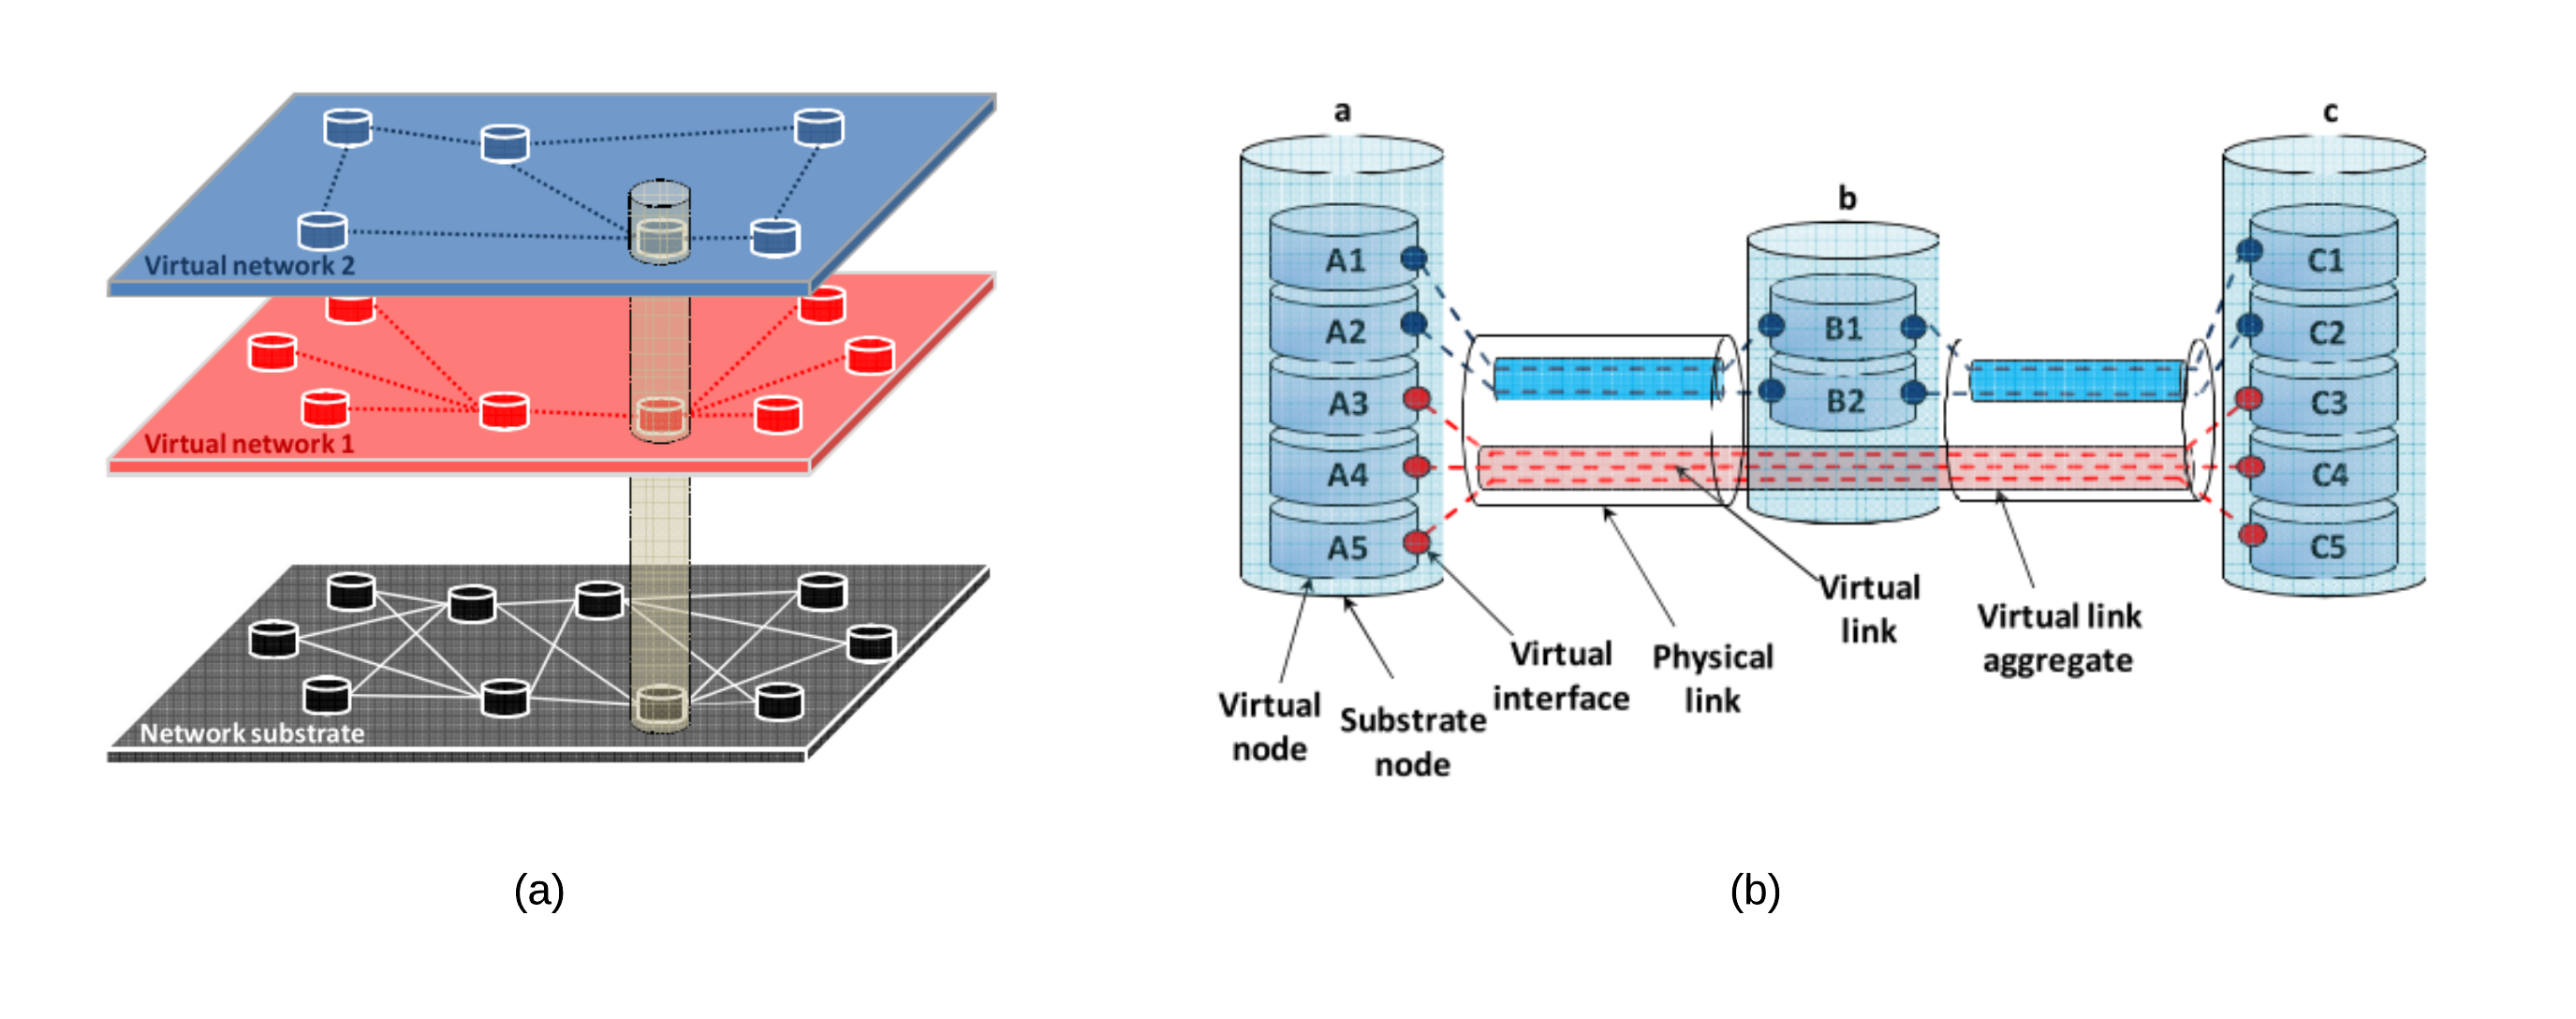 Virtual network 2
Virtual network 1
Network substrate
(a)
a
b
c
A1
A2
A3
A4
A5
B1
B2
C1
C2
C3
C4
C5
Virtual
node
Substrate
node
Virtual
interface
Physical
link
Virtual
link
Virtual link
aggregate
(b)